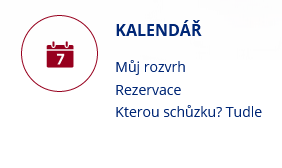 KALENDÁŘ
7
Můj rozvrh
Rezervace
Kterou schůzku? Tudle